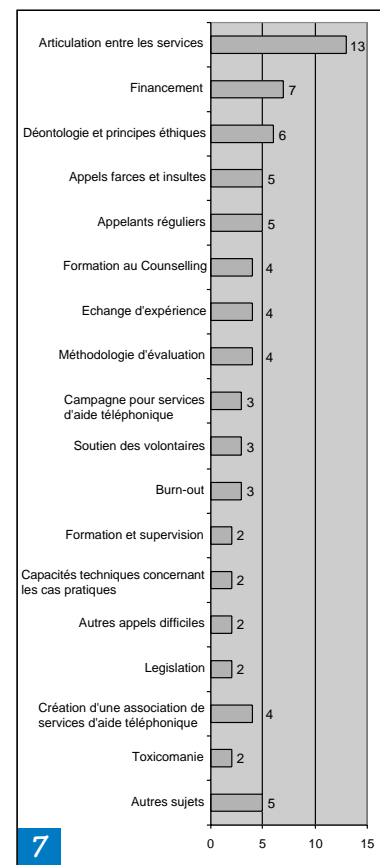 Articulation entre les services 13
Financement 7
Déontologie et principes éthiques 6
Appels farces et insultes 5
Appelants réguliers 5
Formation au Counselling 4
Echange d'expérience 4
Méthodologie d'évaluation 4
Campagne pour services
d'aide téléphonique 3
Soutien des volontaires 3
Burn-out 3
Formation et supervision 2
Capacités techniques concernant
les cas pratiques 2
Autres appels difficiles 2
Legislation 2
Création d'une association de
services d'aide téléphonique 4
Toxicomanie 2
Autres sujets 5
0 5 10 15
7